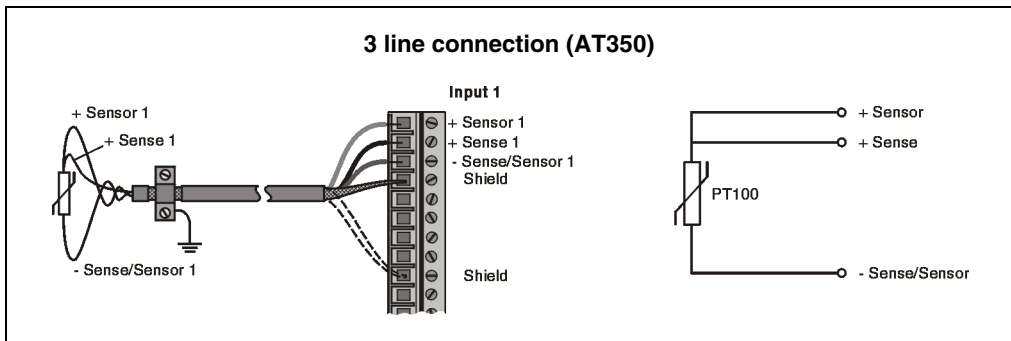 3 line connection (AT350)
Input 1
+ Sensor 1
+ Sense 1
- Sense/Sensor 1
+ Sensor 1
+ Sense 1
- Sense/Sensor 1
Shield
Shield
+ Sensor
+ Sense
PT100
- Sense/Sensor